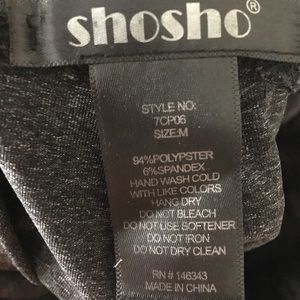 shosho®
STYLE NO:
7CP06
SIZE:M
94%POLYPSTER
6%SPANDEX
HAND WASH COLD
WITH LIKE COLORS
HANG DRY
DO NOT BLEACH
DO NOT USE SOFTENER
DO NOT IRON
DO NOT DRY CLEAN
RN # 146343
MADE IN CHINA